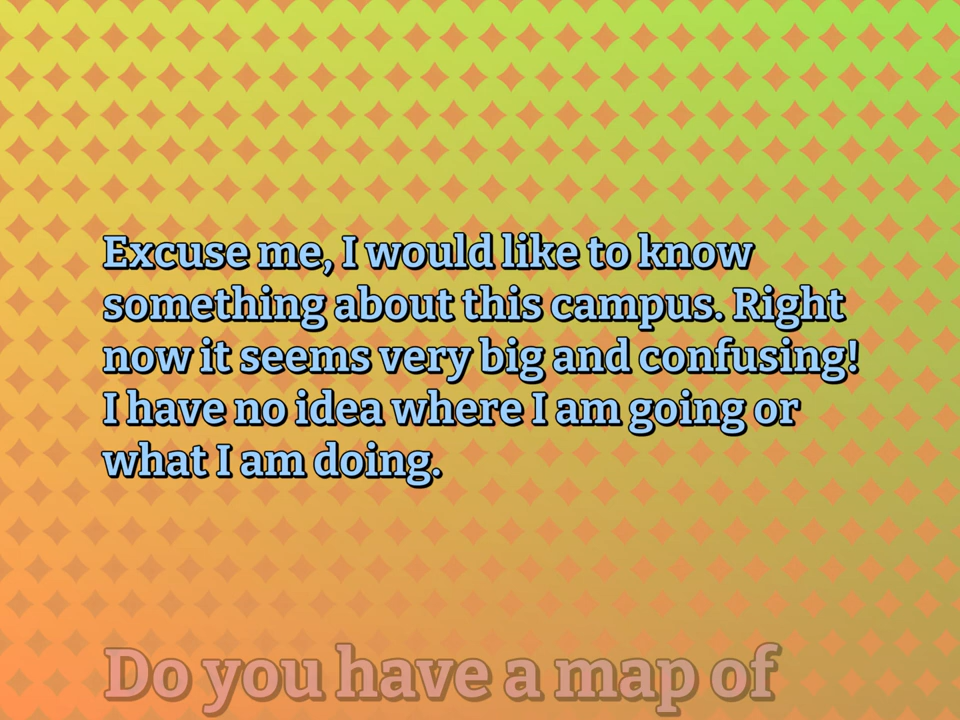 Excuse me, I would like to know
something about this campus. Right
now it seems very big and confusing!
I have no idea where I am going or
what I am doing.
Do you have a map of